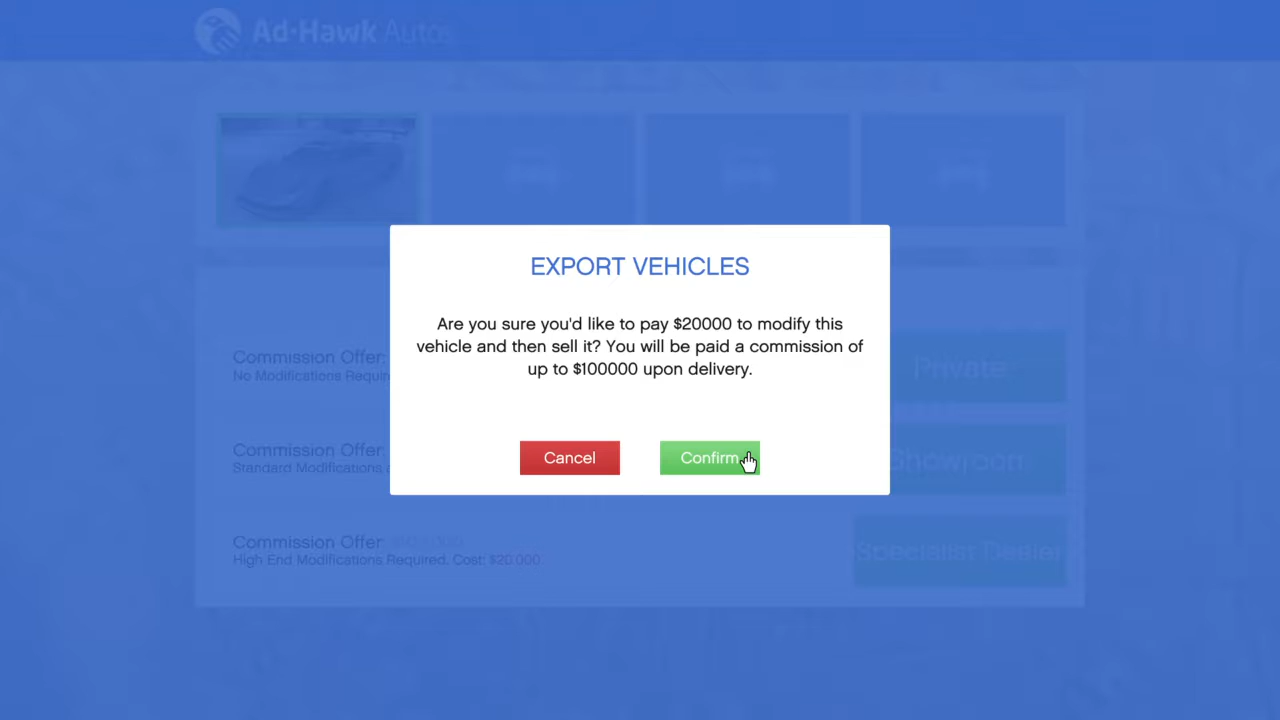 Ad-Hawk Autos
EXPORT VEHICLES
Are you sure you'd like to pay $20000 to modify this
vehicle and then sell it? You will be paid a commission of
up to $100000 upon delivery.
Cancel
Confirm
Commission Offer:
No Modifications
Private
Commission Offer:
Standard Modifications
Showroom
Commission Offer:
High End Modifications Required. Cost: $20,000
Specialist Dealer